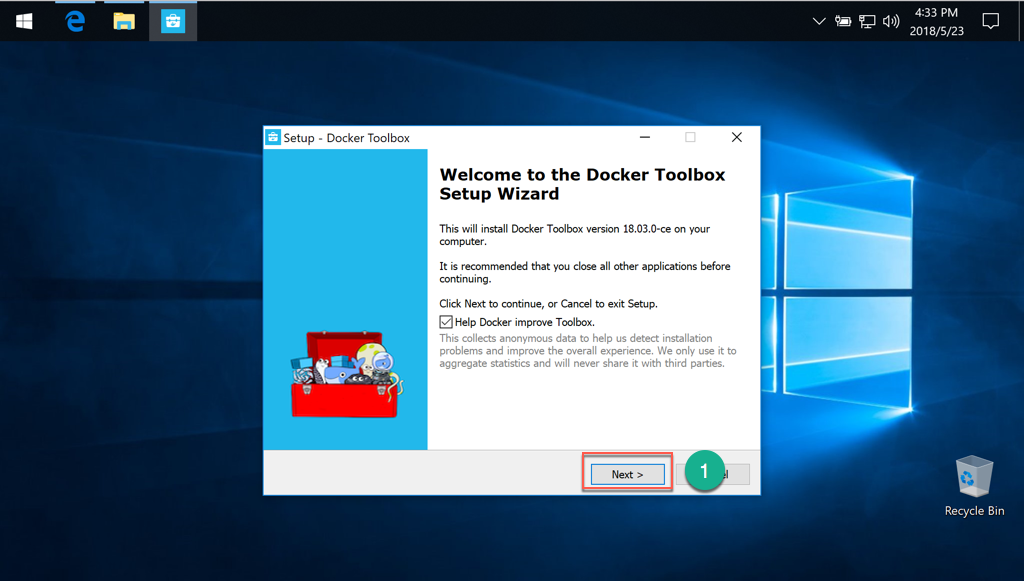 4:33 PM
2018/5/23
Setup - Docker Toolbox
Welcome to the Docker Toolbox
Setup Wizard
This will install Docker Toolbox version 18.03.0-ce on your
computer.
It is recommended that you close all other applications before
continuing.
Click Next to continue, or Cancel to exit Setup.
Help Docker improve Toolbox.
This collects anonymous data to help us detect installation
problems and improve the overall experience. We only use it to
aggregate statistics and will never share it with third parties.
Next >
1
Recycle Bin